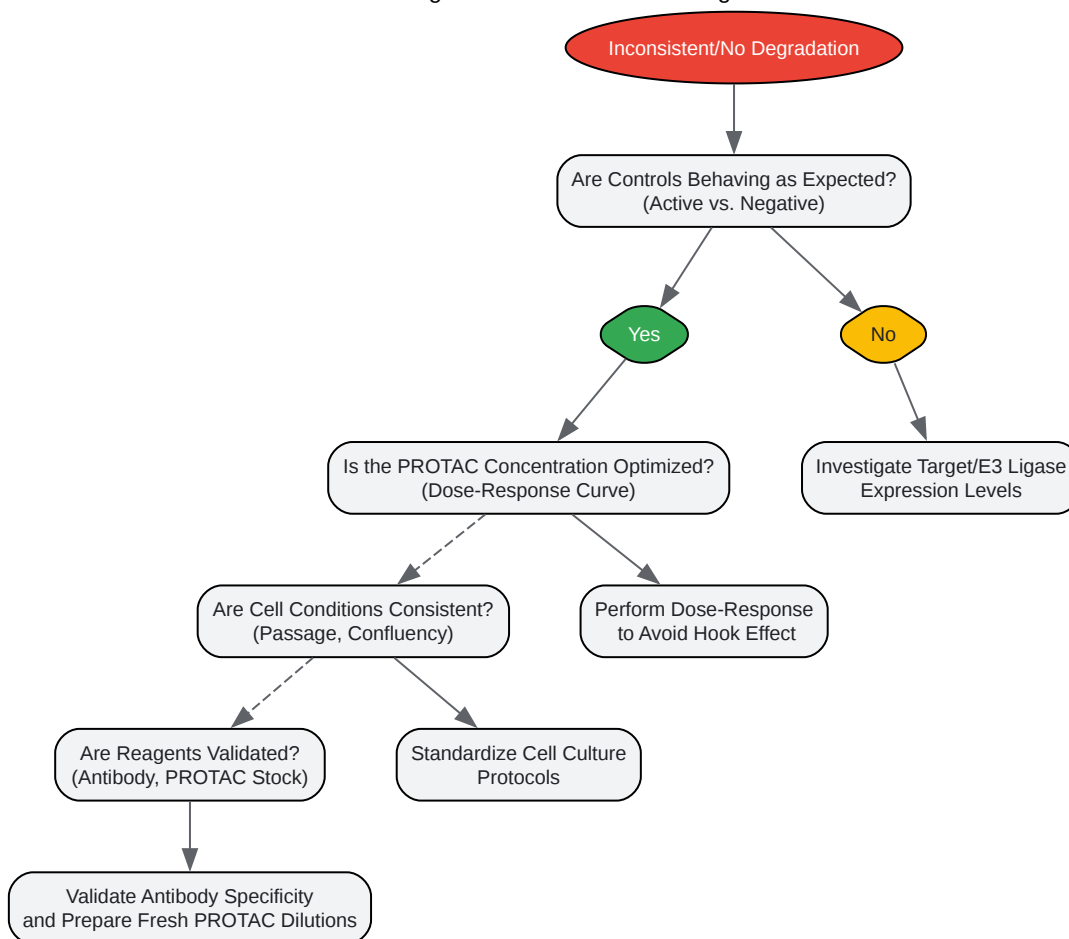 Inconsistent/No Degradation
Are Controls Behaving as Expected?
(Active vs. Negative)
Yes
No
Is the PROTAC Concentration Optimized?
(Dose-Response Curve)
Investigate Target/E3 Ligase
Expression Levels
Are Cell Conditions Consistent?
(Passage, Confluency)
Perform Dose-Response
to Avoid Hook Effect
Are Reagents Validated?
(Antibody, PROTAC Stock)
Standardize Cell Culture
Protocols
Validate Antibody Specificity
and Prepare Fresh PROTAC Dilutions